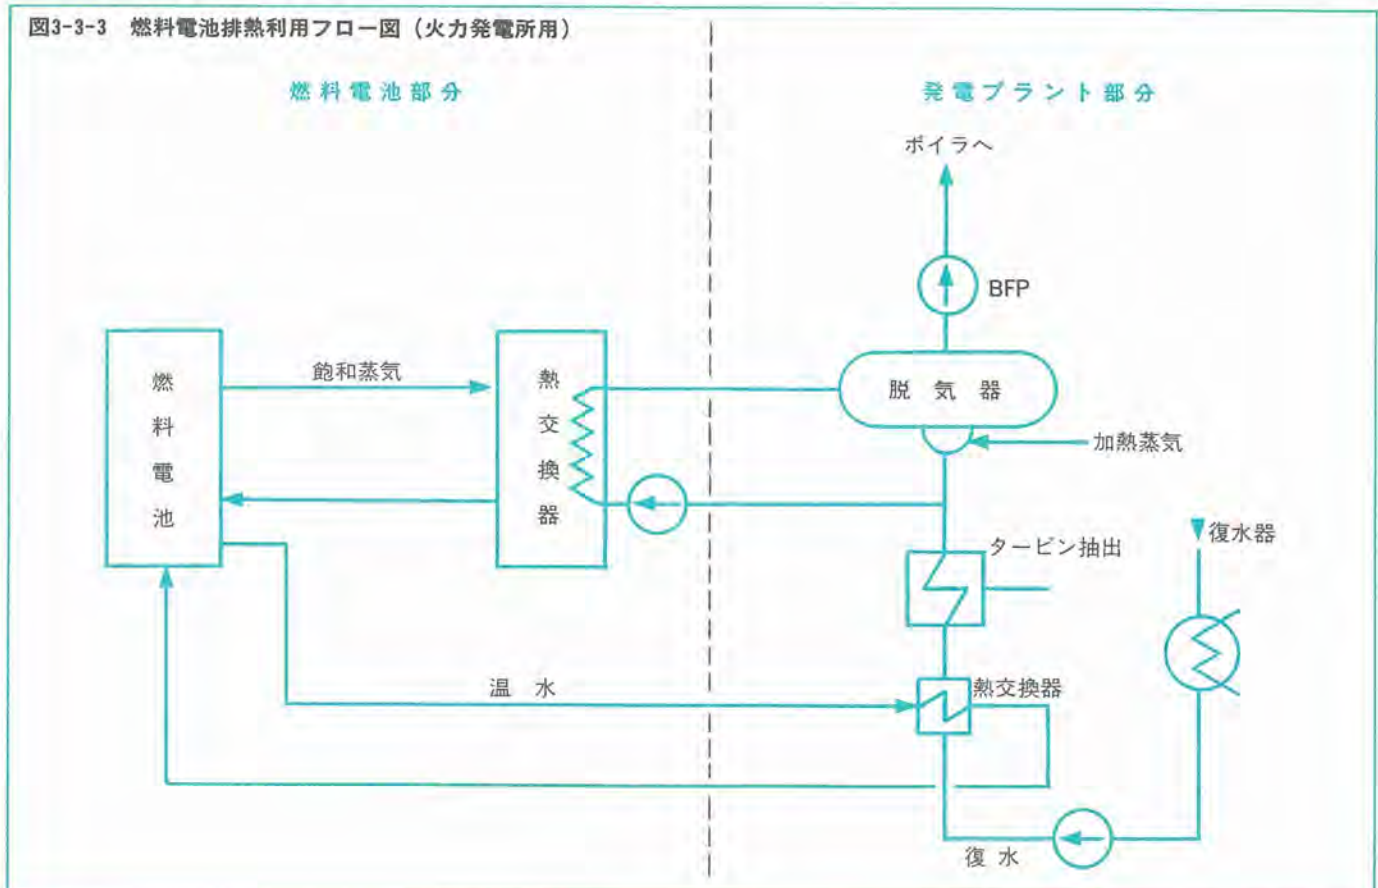 図3-3-3 燃料電池排熱利用フロー図（火力発電所用）
燃料電池部分
発電プラント部分
ボイラへ
BFP
燃料電池
飽和蒸気
熱交換器
脱気器
加熱蒸気
タービン抽出
復水器
温水
熱交換器
復水